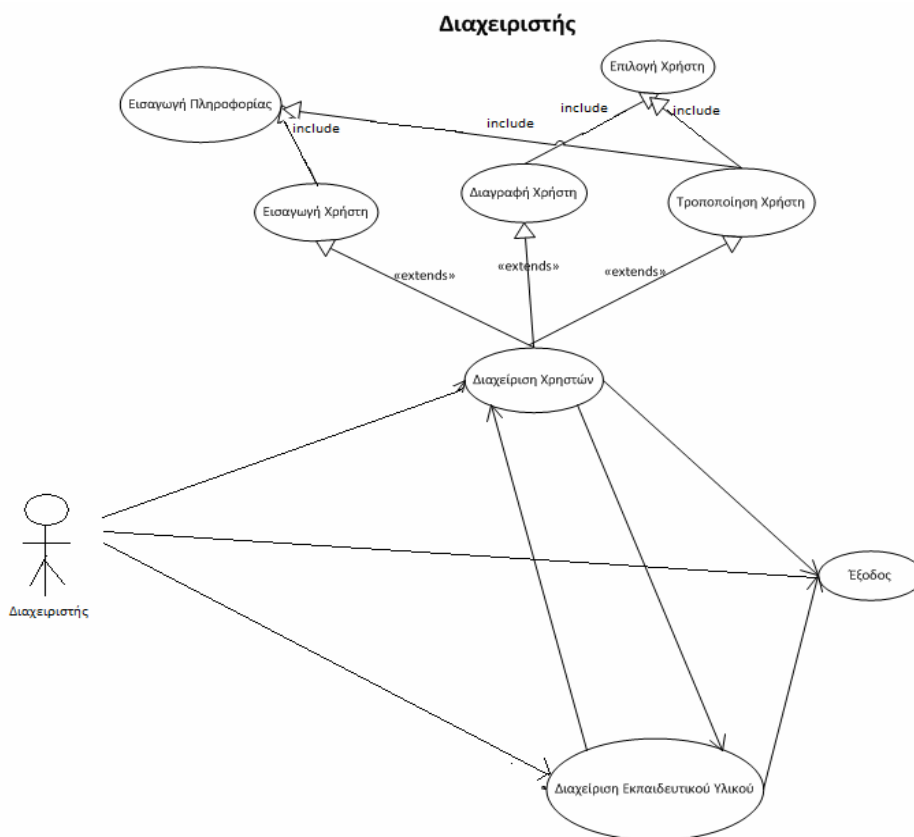 Διαχειριστής
Επιλογή Χρήστη
Εισαγωγή Πληροφορίας
include
include
include
include
Διαγραφή Χρήστη
Τροποποίηση Χρήστη
Εισαγωγή Χρήστη
«extends»
«extends»
«extends»
Διαχείριση Χρηστών
Έξοδος
Διαχειριστής
Διαχείριση Εκπαιδευτικού Υλικού